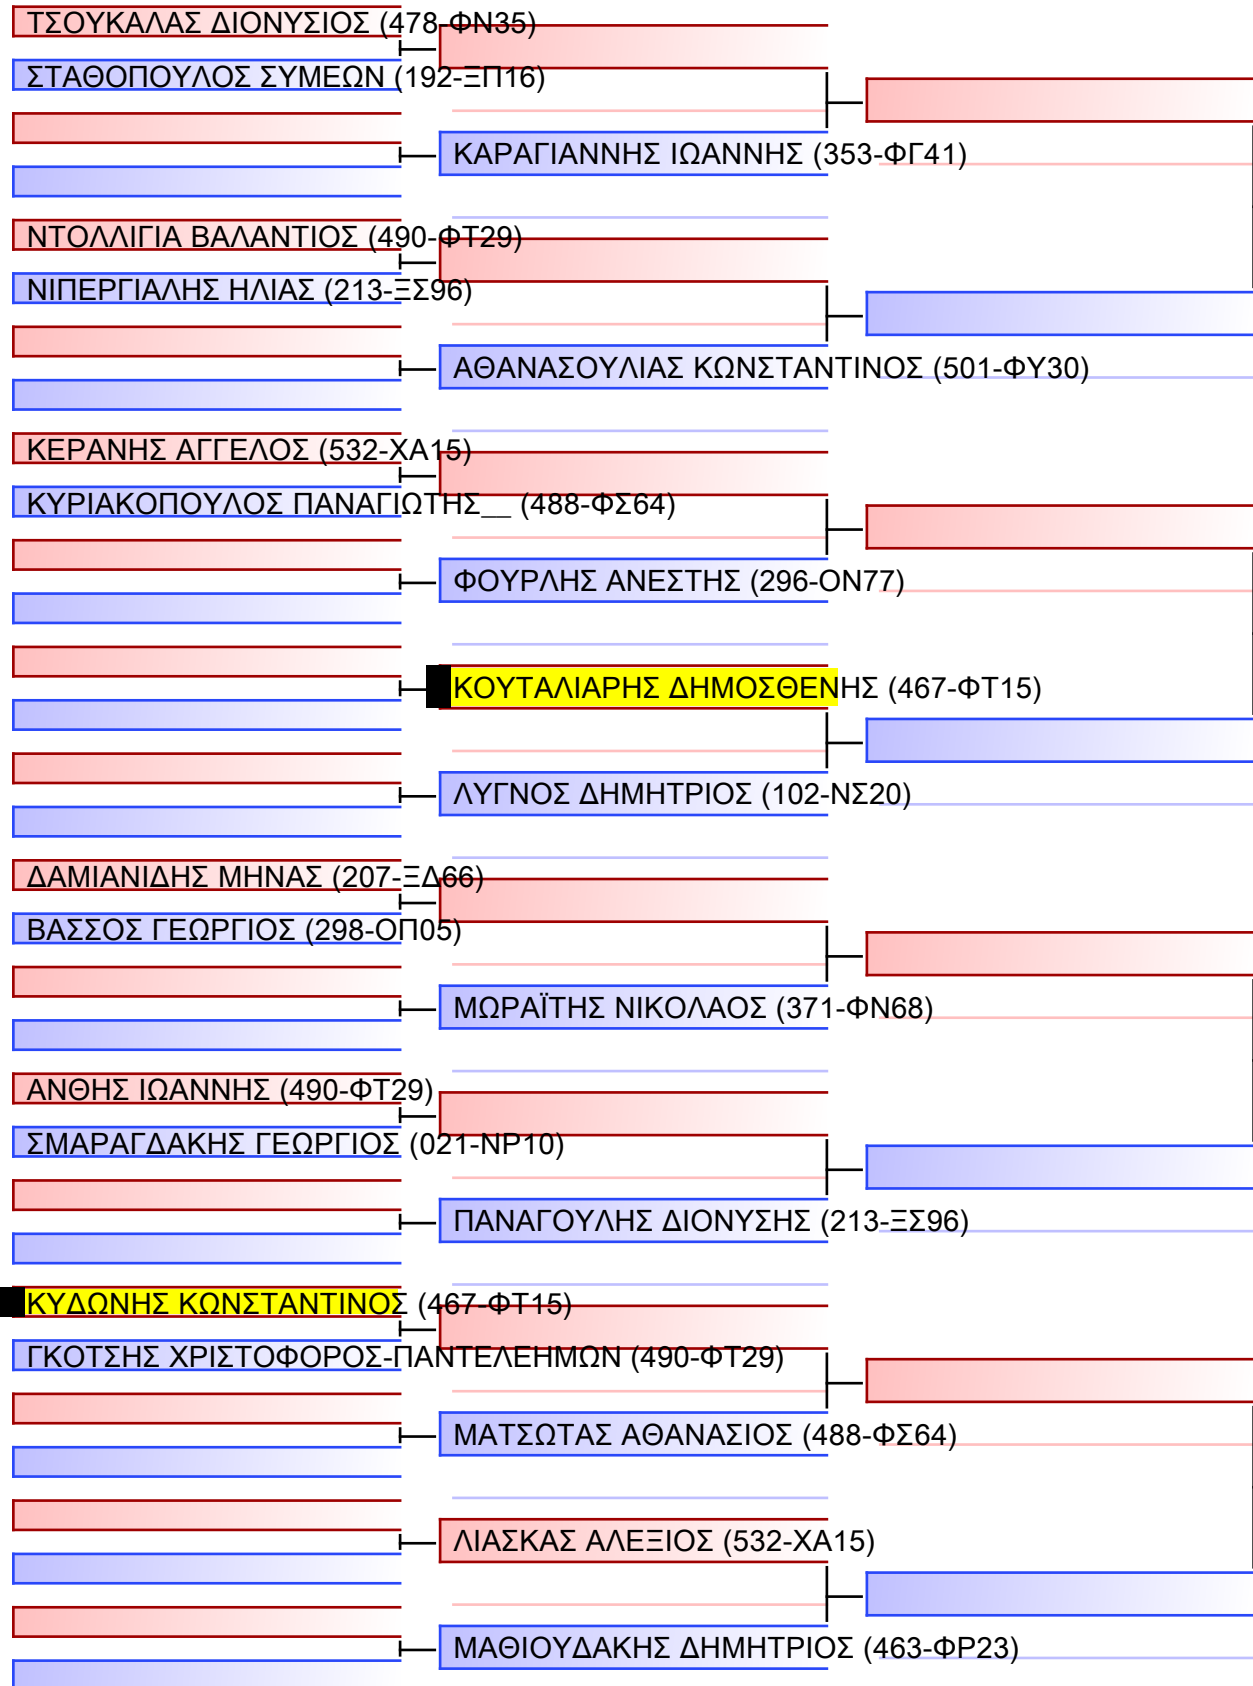 ΤΣΟΥΚΑΛΑΣ ΔΙΟΝΥΣΙΟΣ (478-ΦΝ35)
ΣΤΑΘΟΠΟΥΛΟΣ ΣΥΜΕΩΝ (192-ΞΠ16)
ΚΑΡΑΓΙΑΝΝΗΣ ΙΩΑΝΝΗΣ (353-ΦΓ41)
ΝΤΟΛΛΙΓΙΑ ΒΑΛΑΝΤΙΟΣ (490-ΦΤ29)
ΝΙΠΕΡΓΙΑΛΗΣ ΗΛΙΑΣ (213-ΞΣ96)
ΑΘΑΝΑΣΟΥΛΙΑΣ ΚΩΝΣΤΑΝΤΙΝΟΣ (501-ΦΥ30)
ΚΕΡΑΝΗΣ ΑΓΓΕΛΟΣ (532-ΧΑ15)
ΚΥΡΙΑΚΟΠΟΥΛΟΣ ΠΑΝΑΓΙΩΤΗΣ__ (488-ΦΣ64)
ΦΟΥΡΛΗΣ ΑΝΕΣΤΗΣ (296-ΟΝ77)
ΚΟΥΤΑΛΙΑΡΗΣ ΔΗΜΟΣΘΕΝΗΣ (467-ΦΤ15)
ΛΥΓΝΟΣ ΔΗΜΗΤΡΙΟΣ (102-ΝΣ20)
ΔΑΜΙΑΝΙΔΗΣ ΜΗΝΑΣ (207-ΞΔ66)
ΒΑΣΣΟΣ ΓΕΩΡΓΙΟΣ (298-ΟΠ05)
ΜΩΡΑΪΤΗΣ ΝΙΚΟΛΑΟΣ (371-ΦΝ68)
ΑΝΘΗΣ ΙΩΑΝΝΗΣ (490-ΦΤ29)
ΣΜΑΡΑΓΔΑΚΗΣ ΓΕΩΡΓΙΟΣ (021-ΝΡ10)
ΠΑΝΑΓΟΥΛΗΣ ΔΙΟΝΥΣΗΣ (213-ΞΣ96)
ΚΥΔΩΝΗΣ ΚΩΝΣΤΑΝΤΙΝΟΣ (467-ΦΤ15)
ΓΚΟΤΣΗΣ ΧΡΙΣΤΟΦΟΡΟΣ-ΠΑΝΤΕΛΕΗΜΩΝ (490-ΦΤ29)
ΜΑΤΣΩΤΑΣ ΑΘΑΝΑΣΙΟΣ (488-ΦΣ64)
ΛΙΑΣΚΑΣ ΑΛΕΞΙΟΣ (532-ΧΑ15)
ΜΑΘΙΟΥΔΑΚΗΣ ΔΗΜΗΤΡΙΟΣ (463-ΦΡ23)